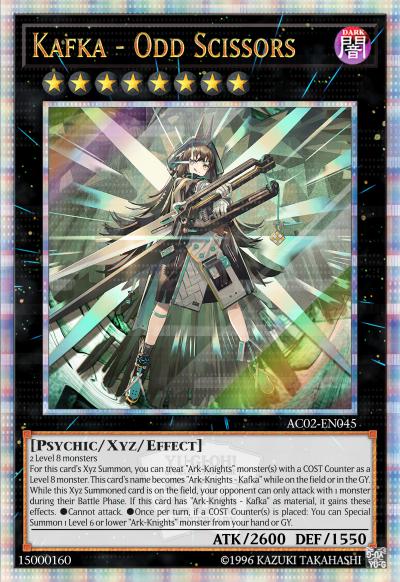 Kafka - Odd Scissors
DARK
闇
AC02-EN045
[Psychic/Xyz/Effect]
2 Level 8 monsters
For this card's Xyz Summon, you can treat "Ark-Knights" monster(s) with a COST Counter as a
Level 8 monster. This card's name becomes "Ark-Knights - Kafka" while on the field or in the GY.
While this Xyz Summoned card is on the field, your opponent can only attack with 1 monster
during their Battle Phase. If this card has "Ark-Knights - Kafka" as material, it gains these
effects. ●Cannot attack. ●Once per turn, if a COST Counter(s) is placed: You can Special
Summon 1 Level 6 or lower "Ark-Knights" monster from your hand or GY.
ATK/2600 DEF/1550
15000160
©1996 KAZUKI TAKAHASHI